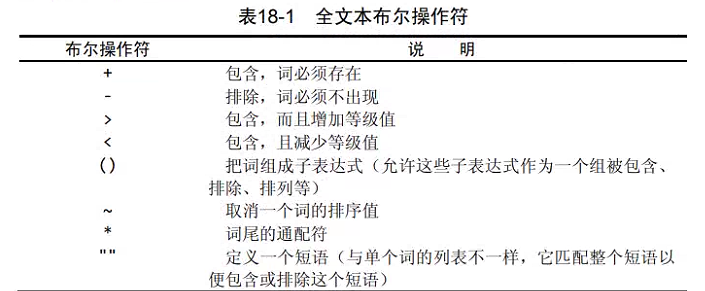 表18-1 全文本布尔操作符
布尔操作符 说 明
+ 包含，词必须存在
- 排除，词必须不出现
> 包含，而且增加等级值
< 包含，且减少等级值
() 把词组成子表达式（允许这些子表达式作为一个组被包含、
排除、排列等）
~ 取消一个词的排序值
* 词尾的通配符
"" 定义一个短语（与单个词的列表不一样，它匹配整个短语以
便包含或排除这个短语）